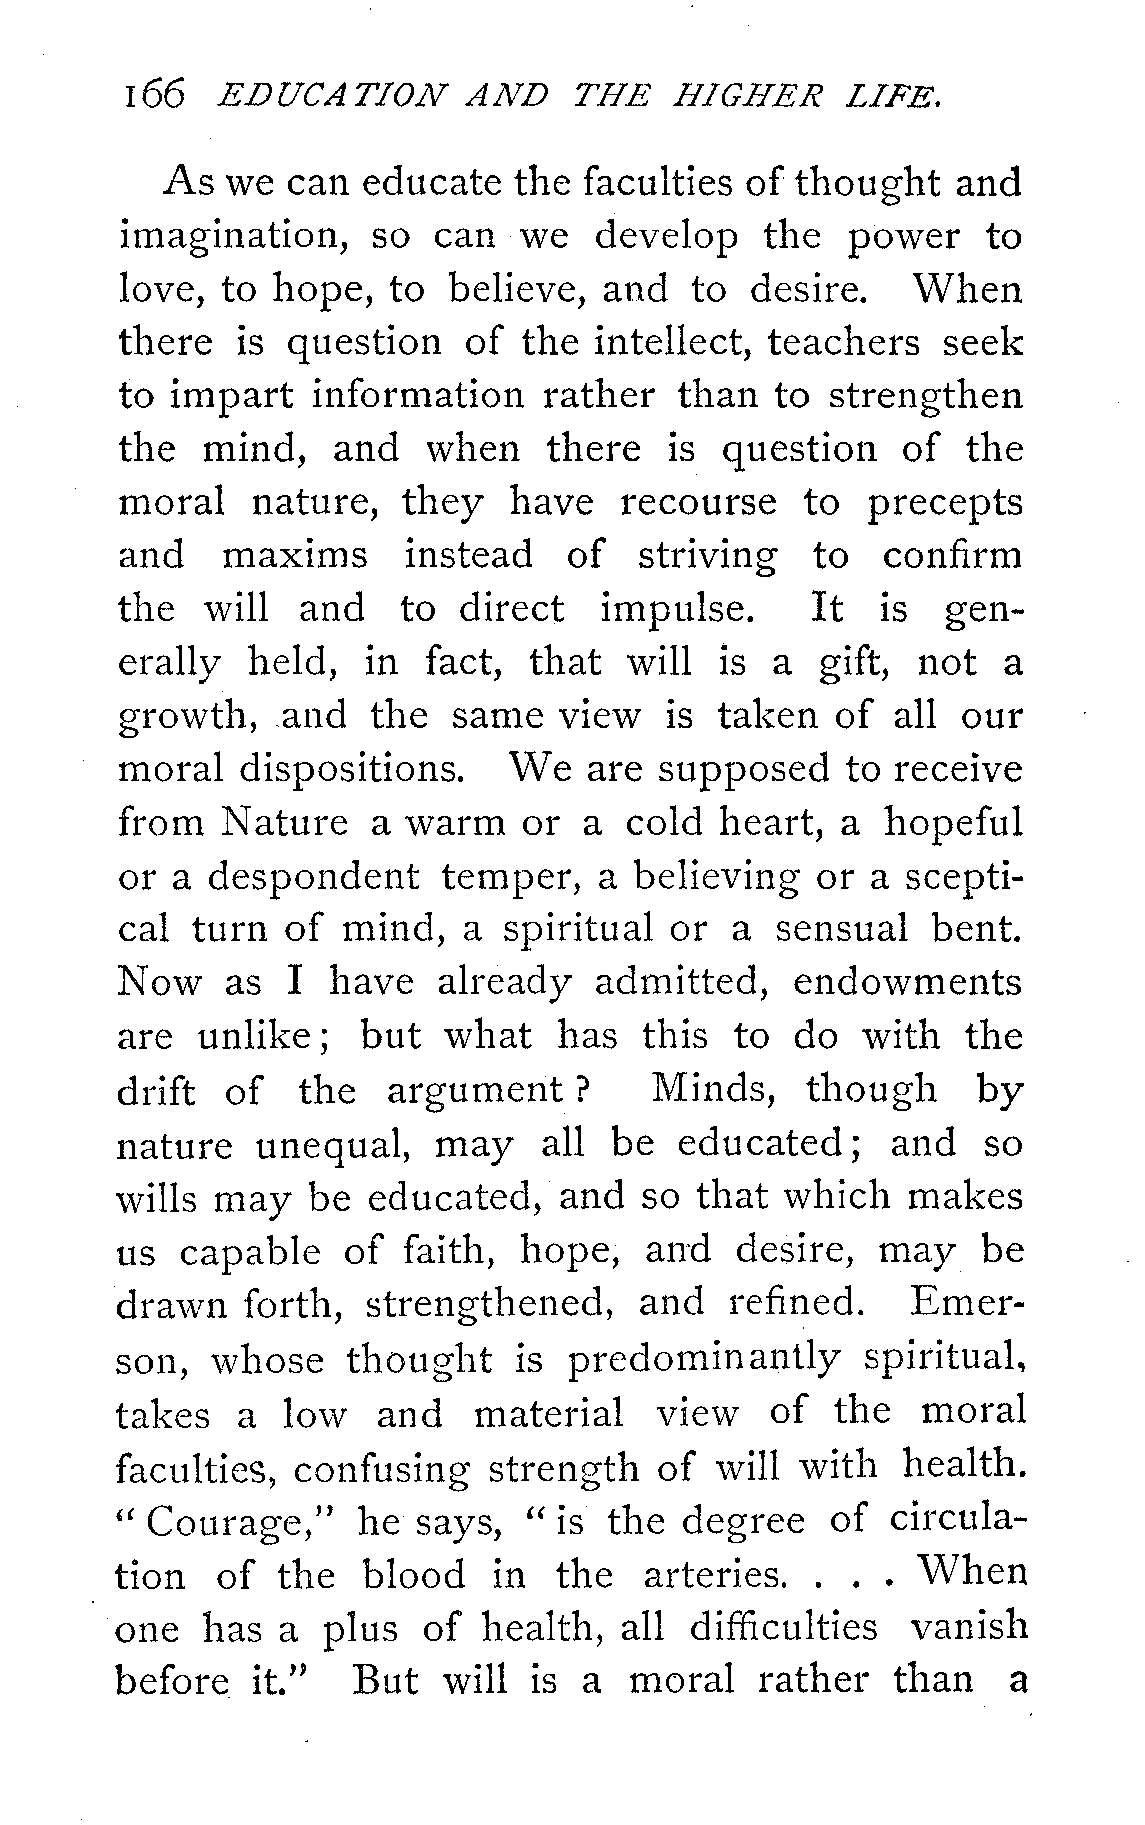 166 EDUCATION AND THE HIGHER LIFE.
As we can educate the faculties of thought and
imagination, so can we develop the power to
love, to hope, to believe, and to desire. When
there is question of the intellect, teachers seek
to impart information rather than to strengthen
the mind, and when there is question of the
moral nature, they have recourse to precepts
and maxims instead of striving to confirm
the will and to direct impulse. It is gen-
erally held, in fact, that will is a gift, not a
growth, and the same view is taken of all our
moral dispositions. We are supposed to receive
from Nature a warm or a cold heart, a hopeful
or a despondent temper, a believing or a scepti-
cal turn of mind, a spiritual or a sensual bent.
Now as I have already admitted, endowments
are unlike; but what has this to do with the
drift of the argument? Minds, though by
nature unequal, may all be educated; and so
wills may be educated, and so that which makes
us capable of faith, hope, and desire, may be
drawn forth, strengthened, and refined. Emer-
son, whose thought is predominantly spiritual,
takes a low and material view of the moral
faculties, confusing strength of will with health.
“Courage,” he says, “is the degree of circula-
tion of the blood in the arteries. . . . When
one has a plus of health, all difficulties vanish
before it.” But will is a moral rather than a